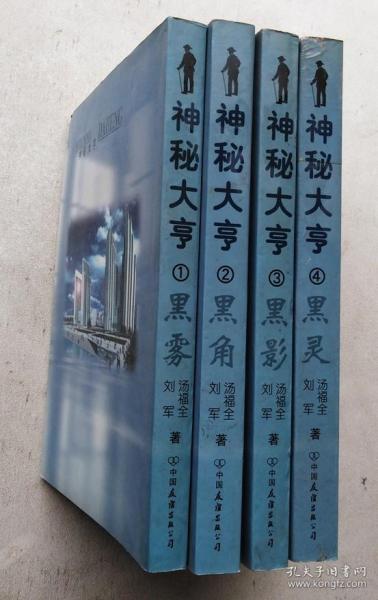 神秘大亨
①黑雾
汤福全
刘军 著
中国友谊出版公司
神秘大亨
②黑角
汤福全
刘军 著
中国友谊出版公司
神秘大亨
③黑影
汤福全
刘军 著
中国友谊出版公司
神秘大亨
④黑灵
汤福全
刘军 著
中国友谊出版公司
孔夫子旧书网
www.kongfz.com